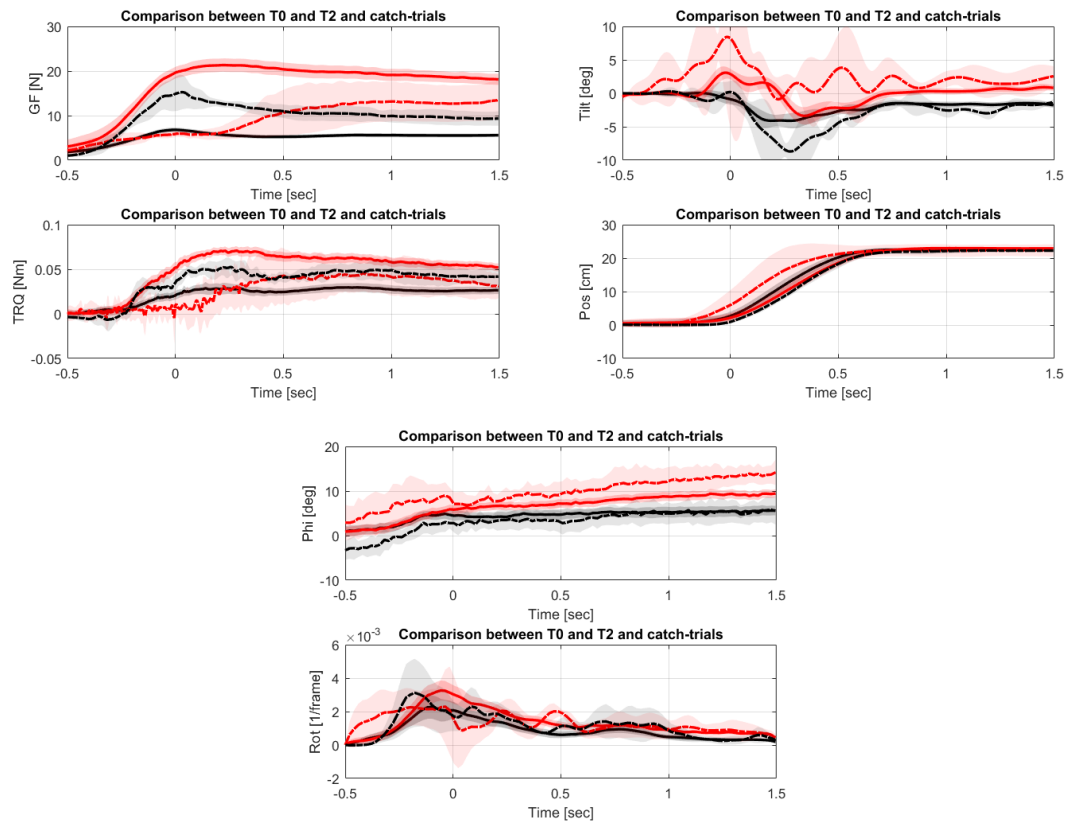 Comparison between T0 and T2 and catch-trials
30
20
10
0
GF [N]
-0.5 0 0.5 1 1.5
Time [sec]
Comparison between T0 and T2 and catch-trials
10
5
0
-5
-10
Tilt [deg]
-0.5 0 0.5 1 1.5
Time [sec]
Comparison between T0 and T2 and catch-trials
0.1
0.05
0
-0.05
TRQ [Nm]
-0.5 0 0.5 1 1.5
Time [sec]
Comparison between T0 and T2 and catch-trials
30
20
10
0
-10
Pos [cm]
-0.5 0 0.5 1 1.5
Time [sec]
Comparison between T0 and T2 and catch-trials
20
10
0
-10
Phi [deg]
-0.5 0 0.5 1 1.5
Time [sec]
×10⁻³ Comparison between T0 and T2 and catch-trials
6
4
2
0
-2
Rot [1/frame]
-0.5 0 0.5 1 1.5
Time [sec]